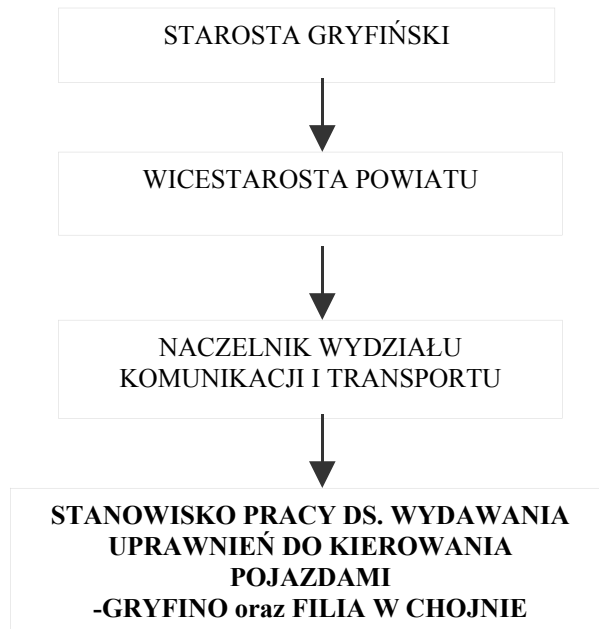 STAROSTA GRYFIŃSKI
WICESTAROSTA POWIATU
NACZELNIK WYDZIAŁU
KOMUNIKACJI I TRANSPORTU
STANOWISKO PRACY DS. WYDAWANIA
UPRAWNIEŃ DO KIEROWANIA
POJAZDAMI
-GRYFINO oraz FILIA W CHOJNIE